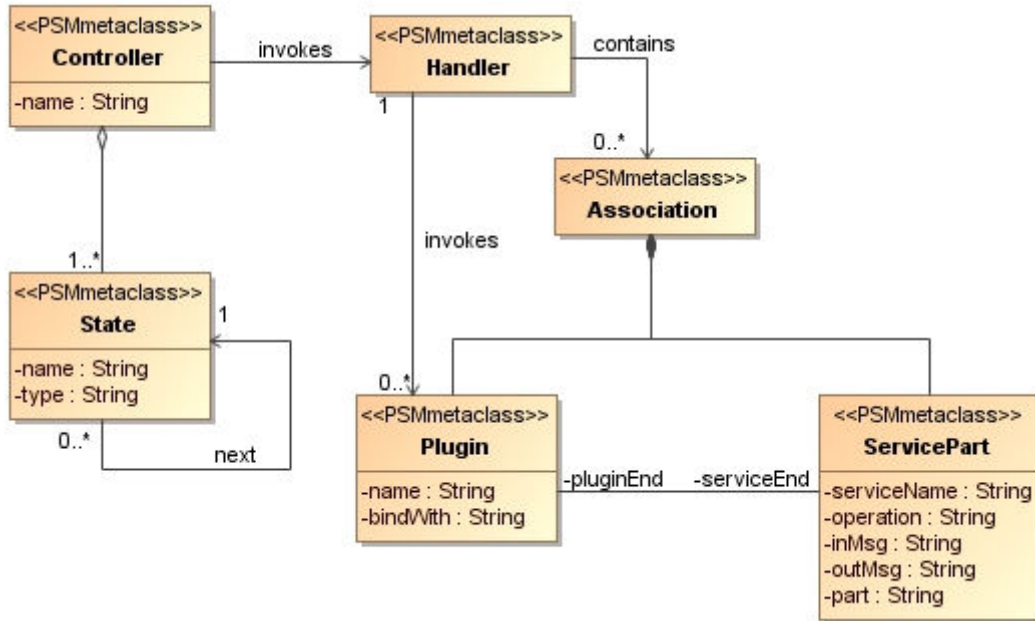 <<PSMmetaclass>>
Controller
-name : String
invokes
<<PSMmetaclass>>
Handler
1
contains
0..*
<<PSMmetaclass>>
Association
invokes
1..*
<<PSMmetaclass>>
State
-name : String
-type : String
1
0..*
next
0..*
<<PSMmetaclass>>
Plugin
-name : String
-bindWith : String
-pluginEnd
-serviceEnd
<<PSMmetaclass>>
ServicePart
-serviceName : String
-operation : String
-inMsg : String
-outMsg : String
-part : String